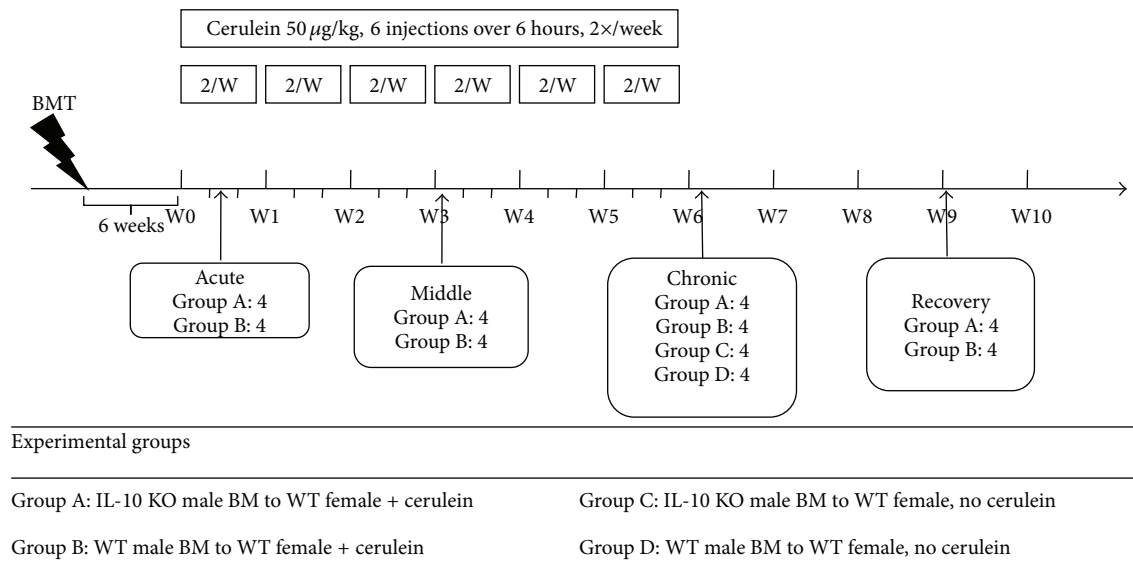 Cerulein 50 μg/kg, 6 injections over 6 hours, 2×/week
2/W 2/W 2/W 2/W 2/W 2/W
BMT
6 weeks
W0 W1 W2 W3 W4 W5 W6 W7 W8 W9 W10
Acute
Group A: 4
Group B: 4
Middle
Group A: 4
Group B: 4
Chronic
Group A: 4
Group B: 4
Group C: 4
Group D: 4
Recovery
Group A: 4
Group B: 4
Experimental groups
Group A: IL-10 KO male BM to WT female + cerulein
Group C: IL-10 KO male BM to WT female, no cerulein
Group B: WT male BM to WT female + cerulein
Group D: WT male BM to WT female, no cerulein